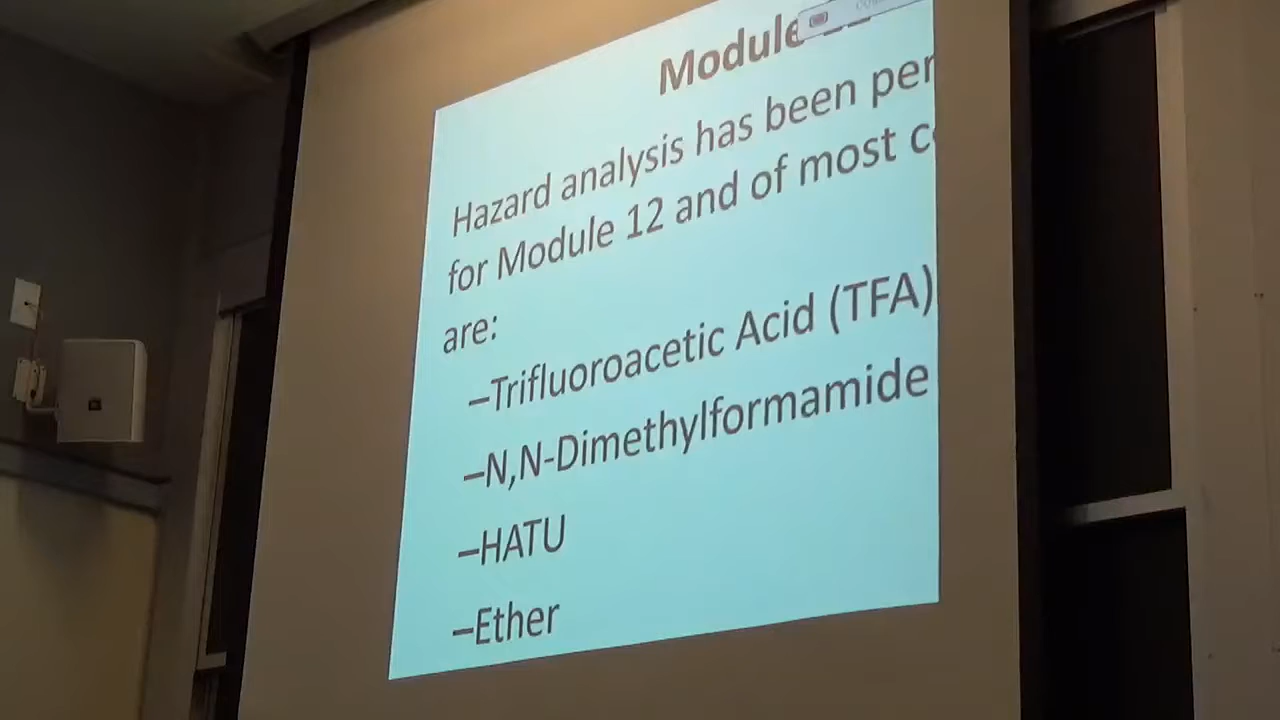 Module
Hazard analysis has been per
for Module 12 and of most c
are:
–Trifluoroacetic Acid (TFA)
–N,N-Dimethylformamide
–HATU
–Ether